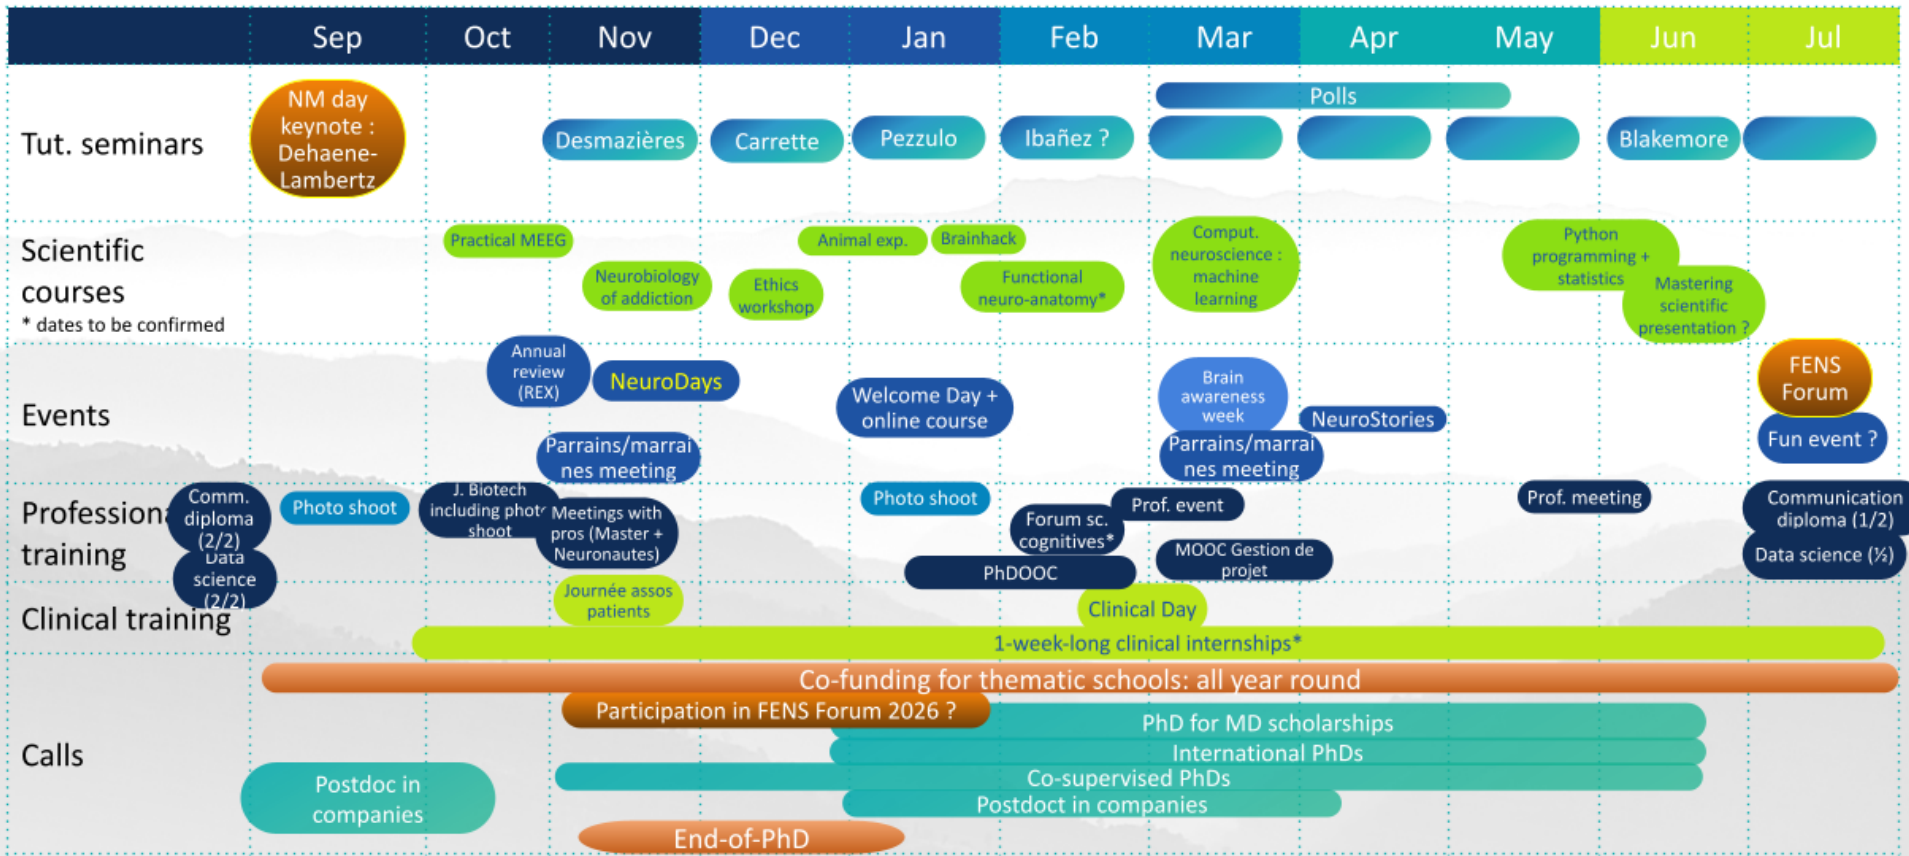 Sep Oct Nov Dec Jan Feb Mar Apr May Jun Jul
Tut. seminars
NM day
keynote :
Dehaene-
Lambertz
Desmazières
Carrette
Pezzulo
Ibañez ?
Polls
Blakemore
Scientific
courses
* dates to be confirmed
Practical MEEG
Neurobiology
of addiction
Ethics
workshop
Animal exp.
Brainhack
Functional
neuro-anatomy*
Comput.
neuroscience :
machine
learning
Python
programming +
statistics
Mastering
scientific
presentation ?
Events
Annual
review
(REX)
NeuroDays
Parrains/marrai
nes meeting
Welcome Day +
online course
Brain
awareness
week
Parrains/marrai
nes meeting
NeuroStories
FENS
Forum
Fun event ?
Professiona
training
Comm.
diploma
(2/2)
Data
science
(2/2)
Photo shoot
J. Biotech
including phot
shoot
Meetings with
pros (Master +
Neuronautes)
Photo shoot
Forum sc.
cognitives*
PhDOOC
Prof. event
MOOC Gestion de
projet
Prof. meeting
Communication
diploma (1/2)
Data science (½)
Clinical training
Journée assos
patients
Clinical Day
1-week-long clinical internships*
Calls
Co-funding for thematic schools: all year round
Participation in FENS Forum 2026 ?
PhD for MD scholarships
International PhDs
Co-supervised PhDs
Postdoc in
companies
Postdoct in companies
End-of-PhD